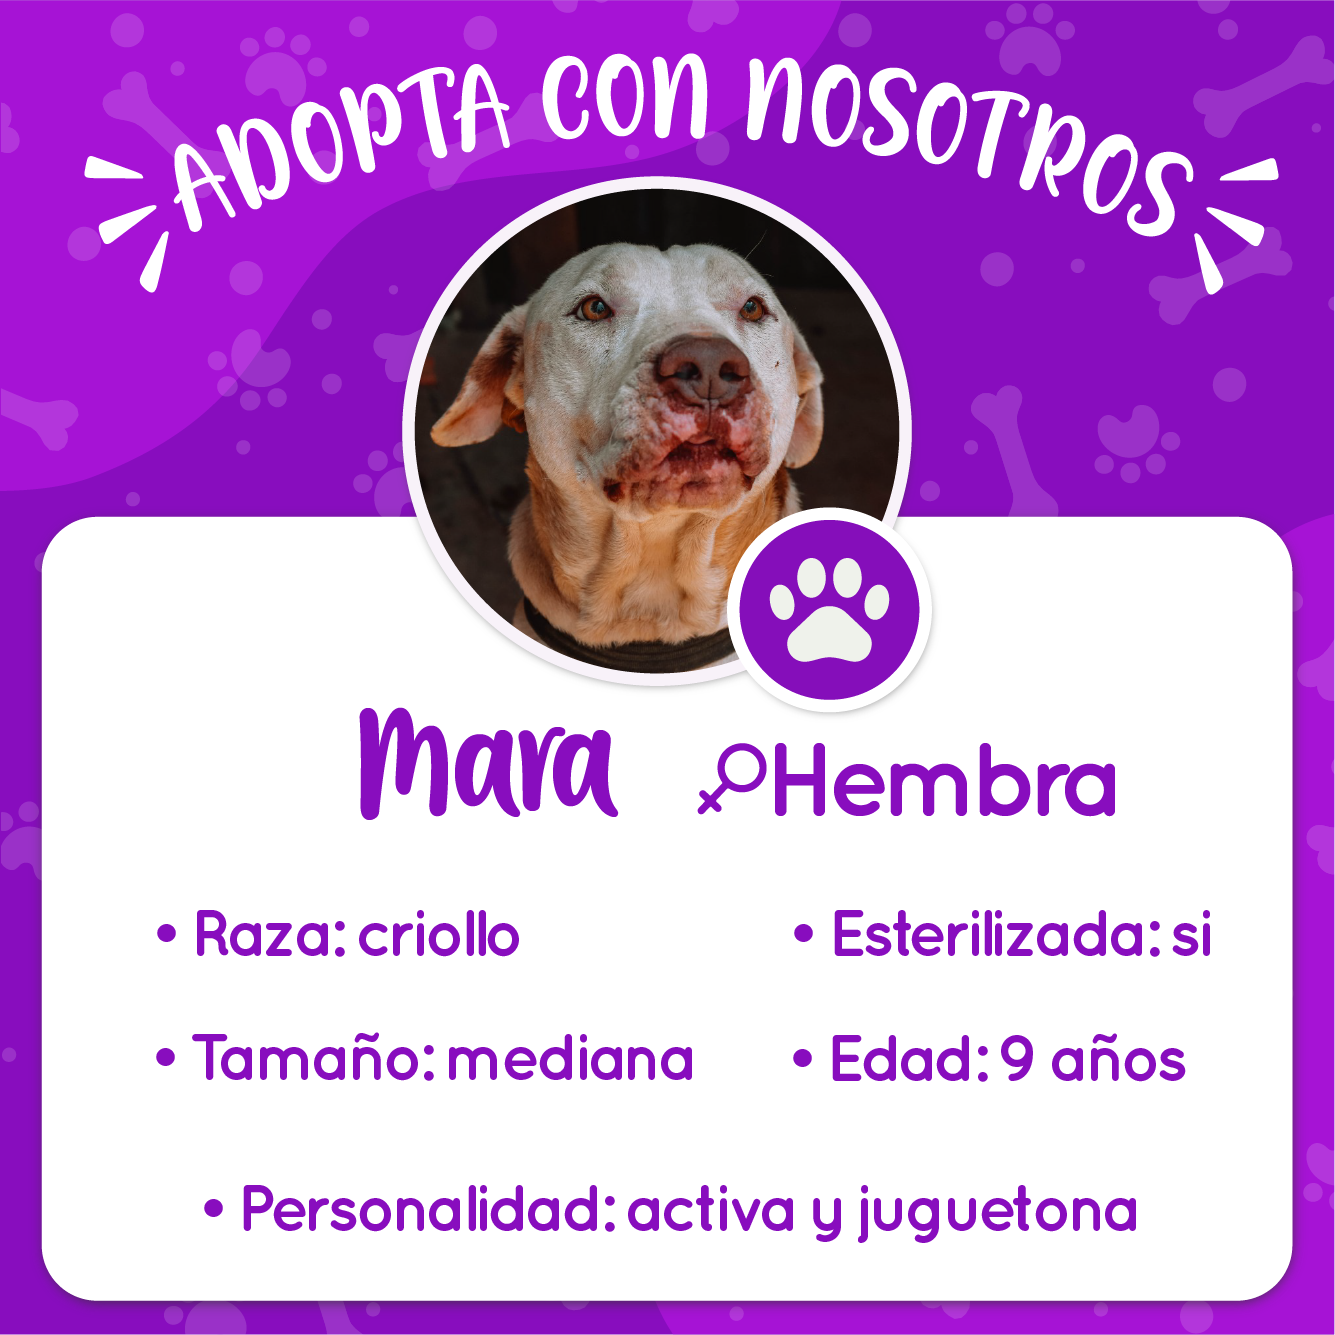 ADOPTA CON NOSOTROS
Mara
Hembra
• Raza: criollo
• Esterilizada: si
• Tamaño: mediana
• Edad: 9 años
• Personalidad: activa y juguetona